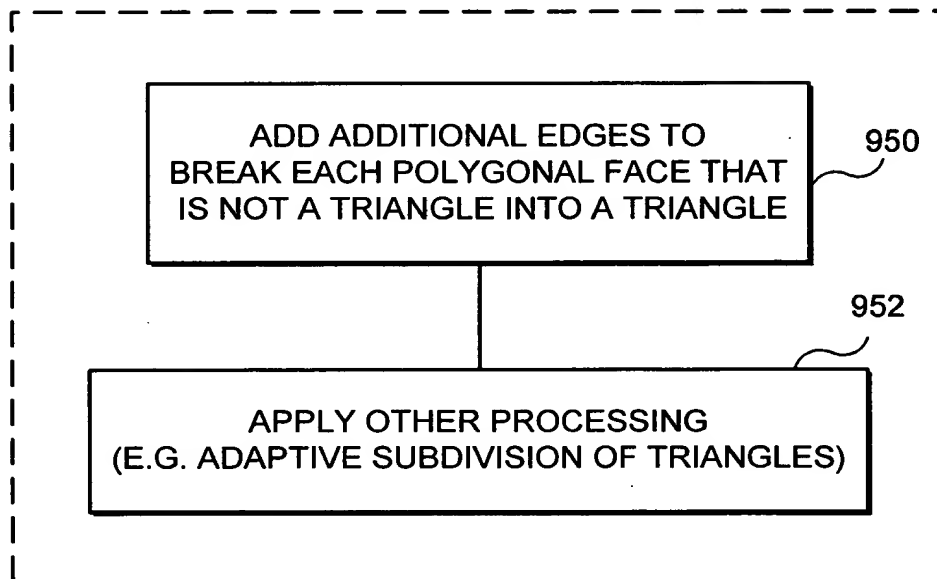 ADD ADDITIONAL EDGES TO
BREAK EACH POLYGONAL FACE THAT
IS NOT A TRIANGLE INTO A TRIANGLE
950
952
APPLY OTHER PROCESSING
(E.G. ADAPTIVE SUBDIVISION OF TRIANGLES)